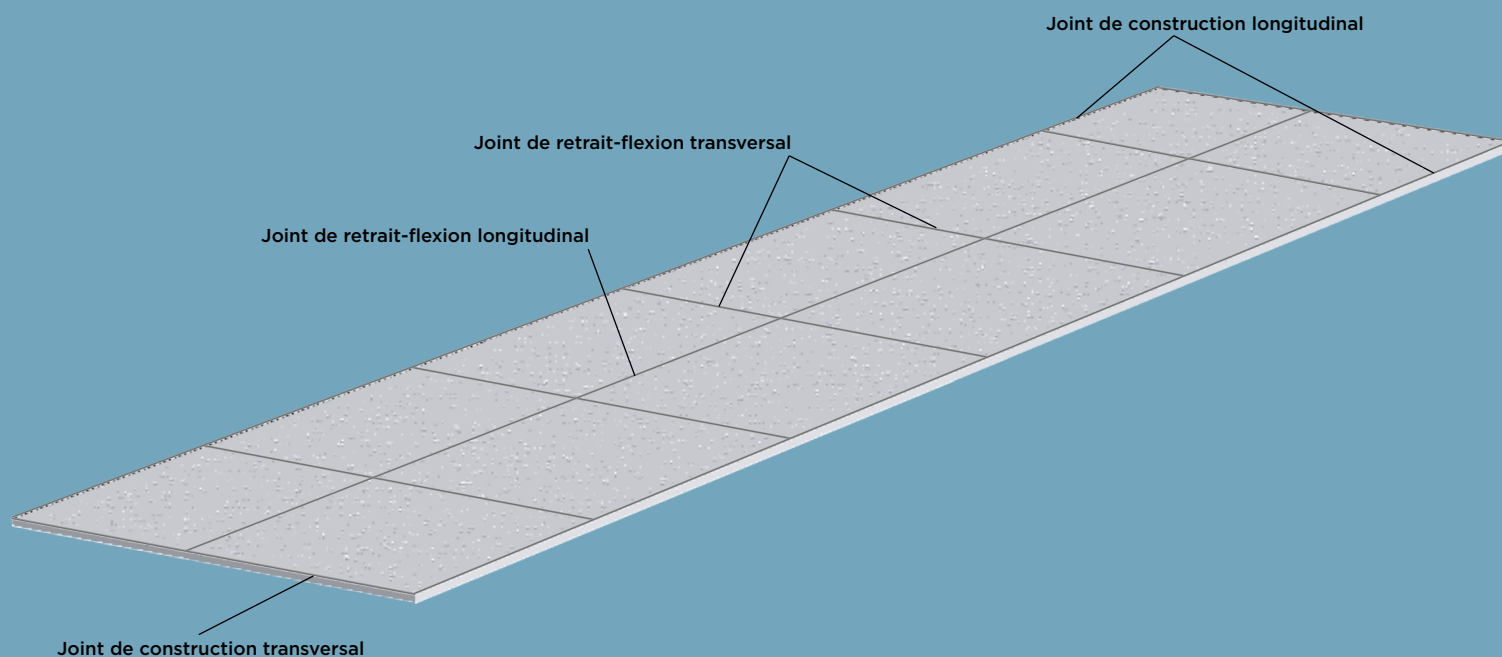 Joint de construction longitudinal
Joint de retrait-flexion transversal
Joint de retrait-flexion longitudinal
Joint de construction transversal